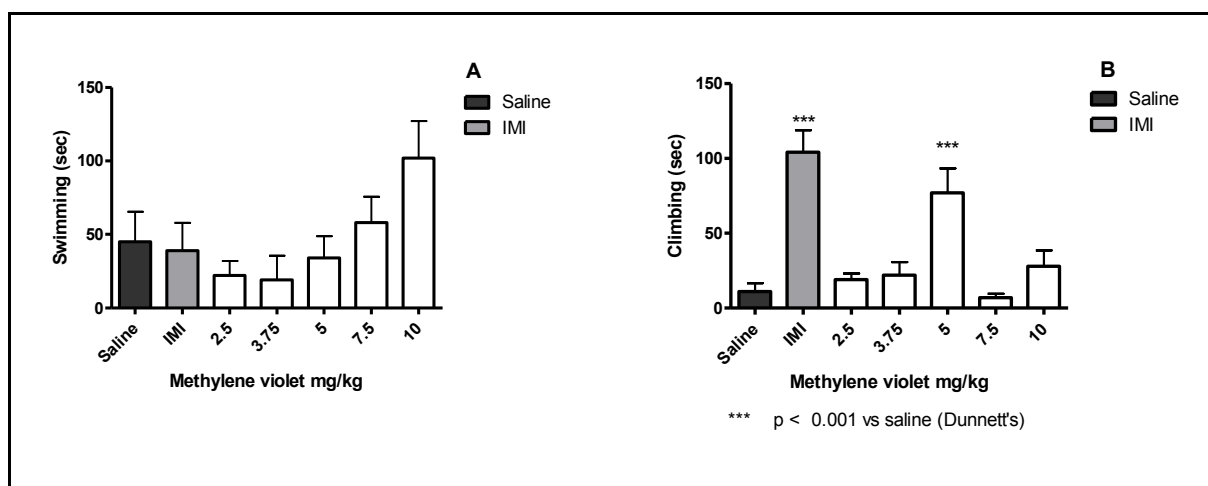 A
Saline
IMI
150
100
50
0
Swimming (sec)
Saline
IMI
2.5
3.75
5
7.5
10
Methylene violet mg/kg
B
Saline
IMI
150
100
50
0
Climbing (sec)
***
***
Saline
IMI
2.5
3.75
5
7.5
10
Methylene violet mg/kg
*** p < 0.001 vs saline (Dunnett's)